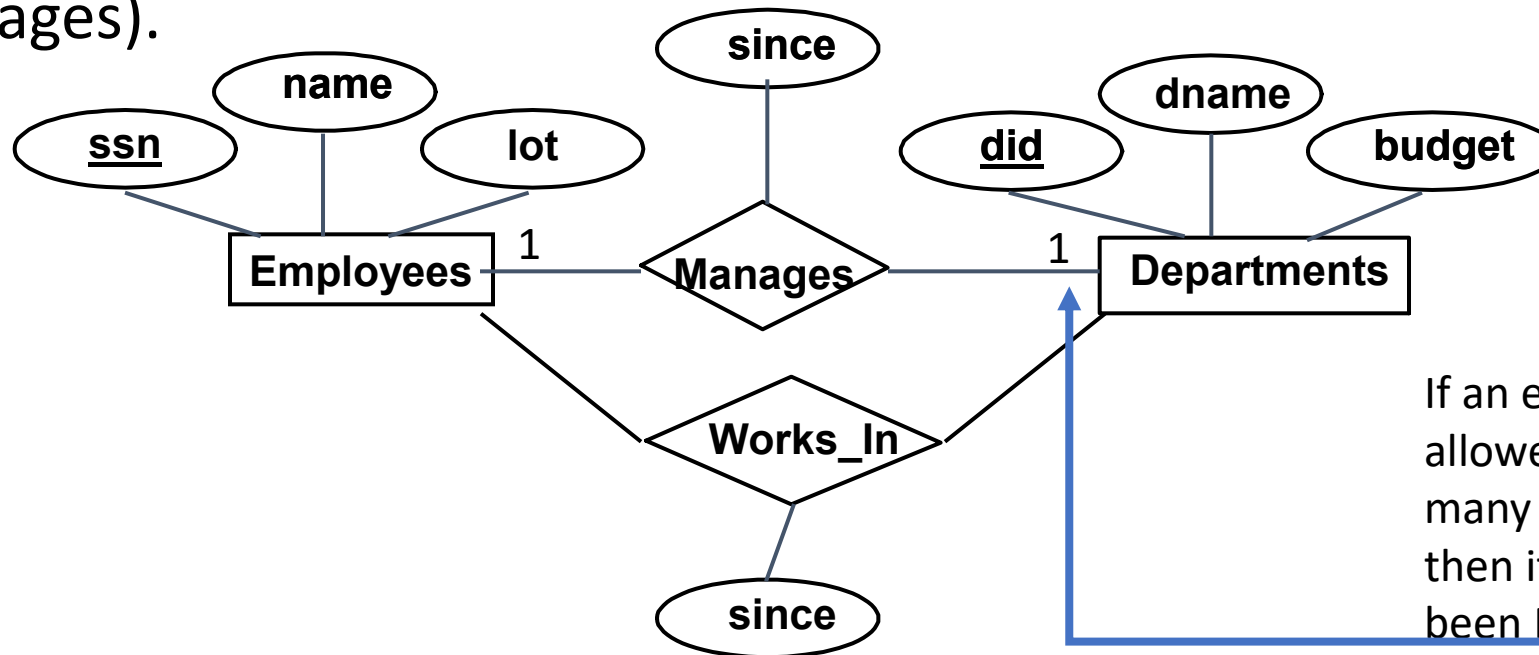 ages).
since
name
dname
ssn
lot
did
budget
1
1
Employees
Manages
Departments
If an e
allowe
many
Works_In
then i
been
since